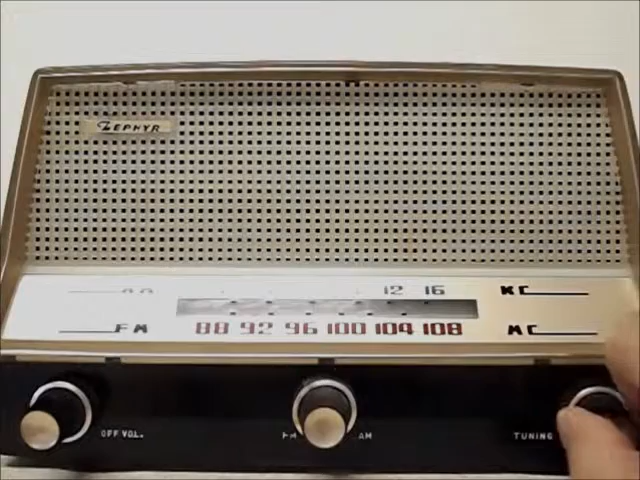 ZEPHYR
12 16 KC
FM 88 92 96 100 104 108 MC
OFF VOL. FM AM TUNING